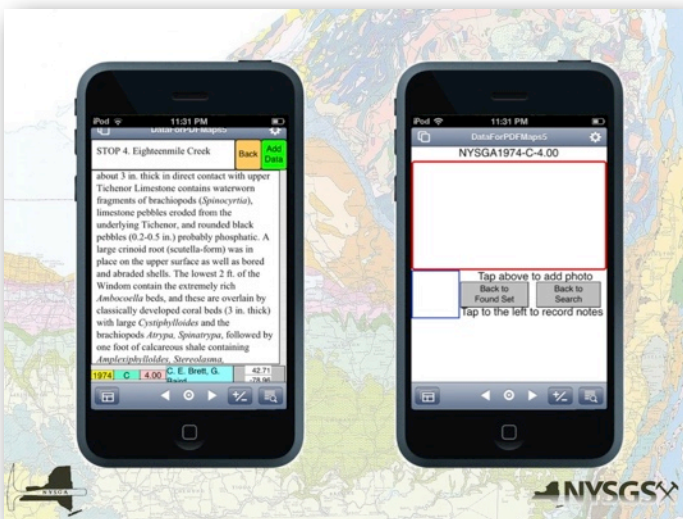 iPod 11:31 PM
DataForPDFMaps5
STOP 4. Eighteenmile Creek
Back
Add
Data
about 3 in. thick in direct contact with upper
Tichenor Limestone contains waterworn
fragments of brachiopods (Spinocyrtia),
limestone pebbles eroded from the
underlying Tichenor, and rounded black
pebbles (0.2-0.5 in.) probably phosphatic. A
large crinoid root (scutella-form) was in
place on the upper surface as well as bored
and abraded shells. The lowest 2 ft. of the
Windom contain the extremely rich
Ambocoella beds, and these are overlain by
classically developed coral beds (3 in. thick)
with large Cystiphylloides and the
brachiopods Atrypa, Spinatrypa, followed by
one foot of calcareous shale containing
Amplexiphylloides, Stereolasma,
1974 C 4.00 C. E. Brett, G.
Baird
42.71
-78.96
iPod 11:31 PM
DataForPDFMaps5
NYSGA1974-C-4.00
Tap above to add photo
Back to
Found Set
Back to
Search
Tap to the left to record notes
NYSGA
NYSGS